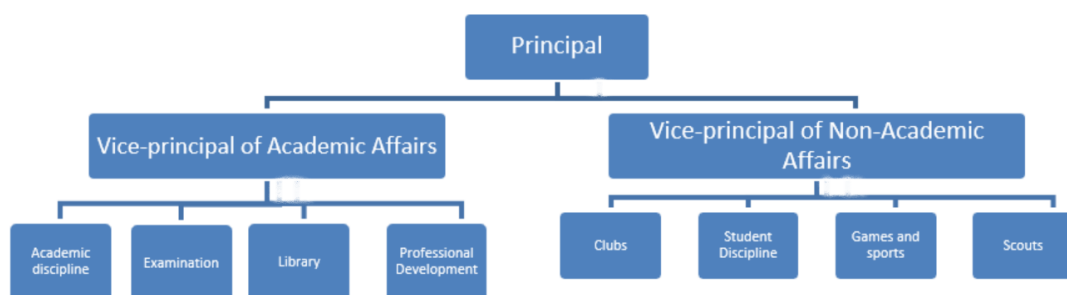 Principal
Vice-principal of Academic Affairs
Vice-principal of Non-Academic
Affairs
Academic
discipline
Examination
Library
Professional
Development
Clubs
Student
Discipline
Games and
sports
Scouts